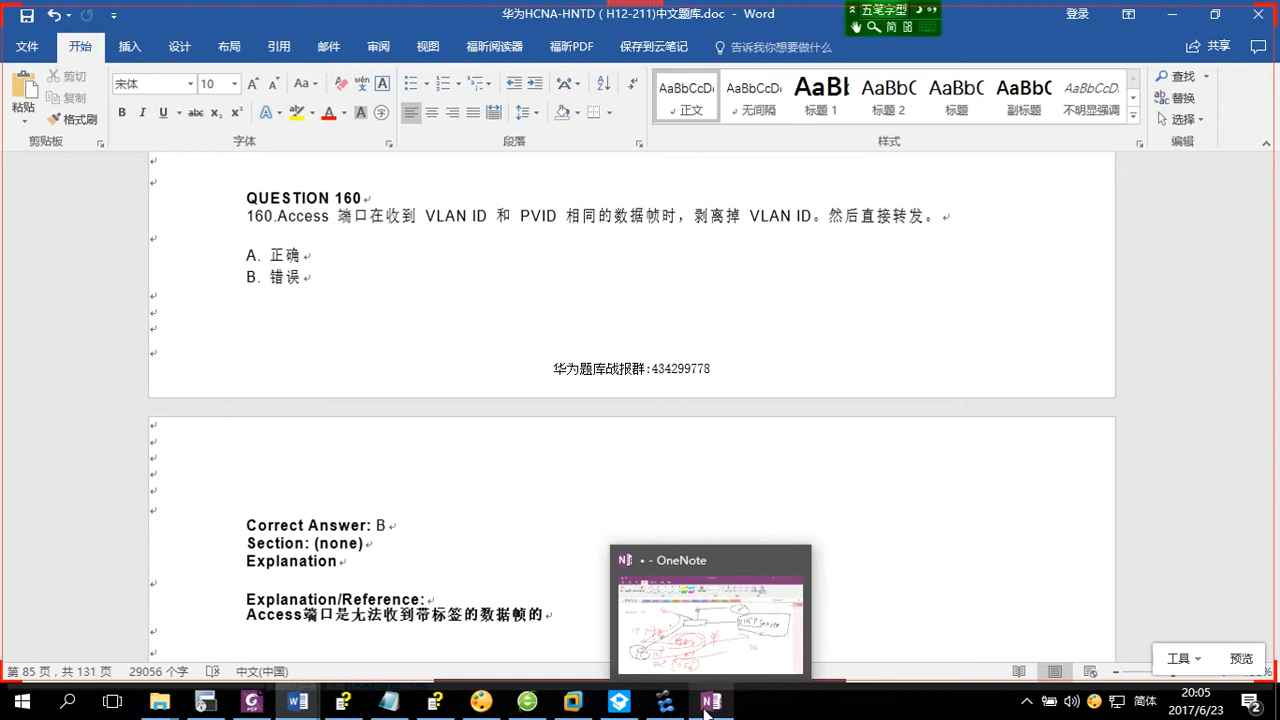 华为HCNA-HNTD ( H12-211)中文题库.doc - Word
五笔字型
简
登录
文件
开始
插入
设计
布局
引用
邮件
审阅
视图
福昕阅读器
福昕PDF
保存到云笔记
告诉我你想要做什么
共享
粘贴
剪切
复制
格式刷
宋体
10
AaBbCcDt
正文
AaBbCcDt
无间隔
AaBl
标题 1
AaBbC
标题 2
AaBbC
标题
AaBbC
副标题
AaBbCcDt
不明显强调
查找
替换
选择
剪贴板
字体
段落
样式
编辑
QUESTION 160
160.Access 端口在收到 VLAN ID 和 PVID 相同的数据帧时，剥离掉 VLAN ID。然后直接转发。
A. 正确
B. 错误
华为题库战报群:434299778
Correct Answer: B
Section: (none)
Explanation
Explanation/Reference:
Access端口是无法收到带标签的数据帧的
- OneNote
工具
预览
第 85 页，共 131 页
29056 个字
中文(中国)
简体
20:05
2017/6/23
2